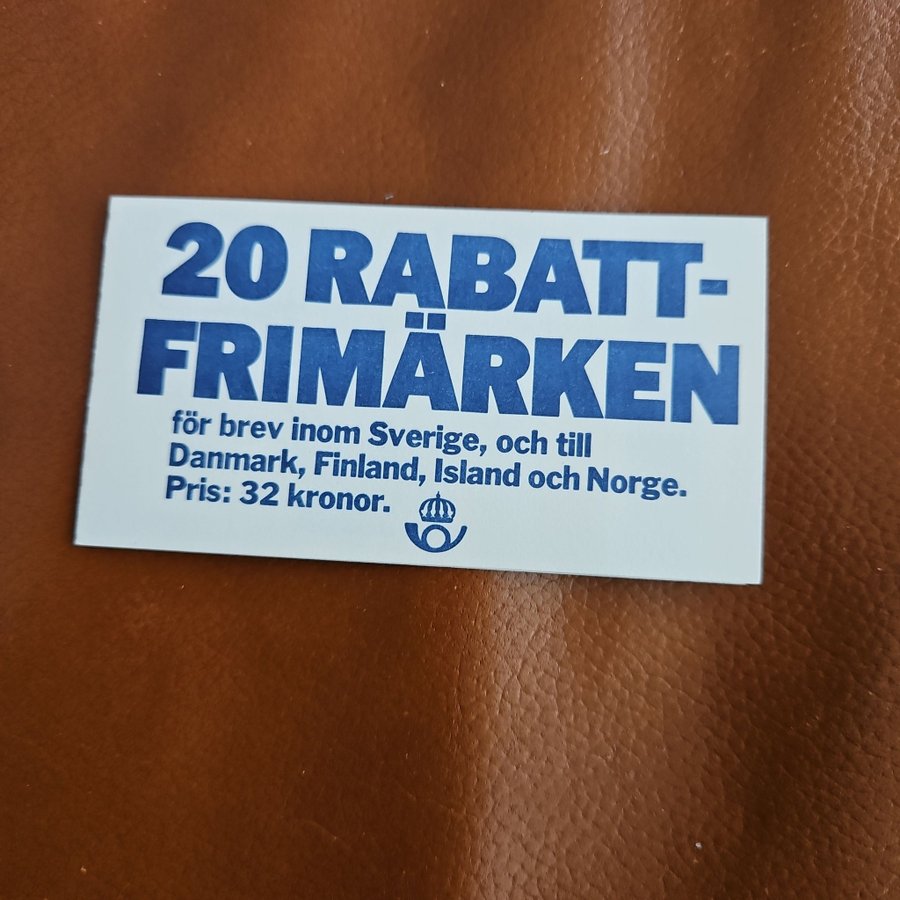 20 RABATT-
FRIMÄRKEN
för brev inom Sverige, och till
Danmark, Finland, Island och Norge.
Pris: 32 kronor.